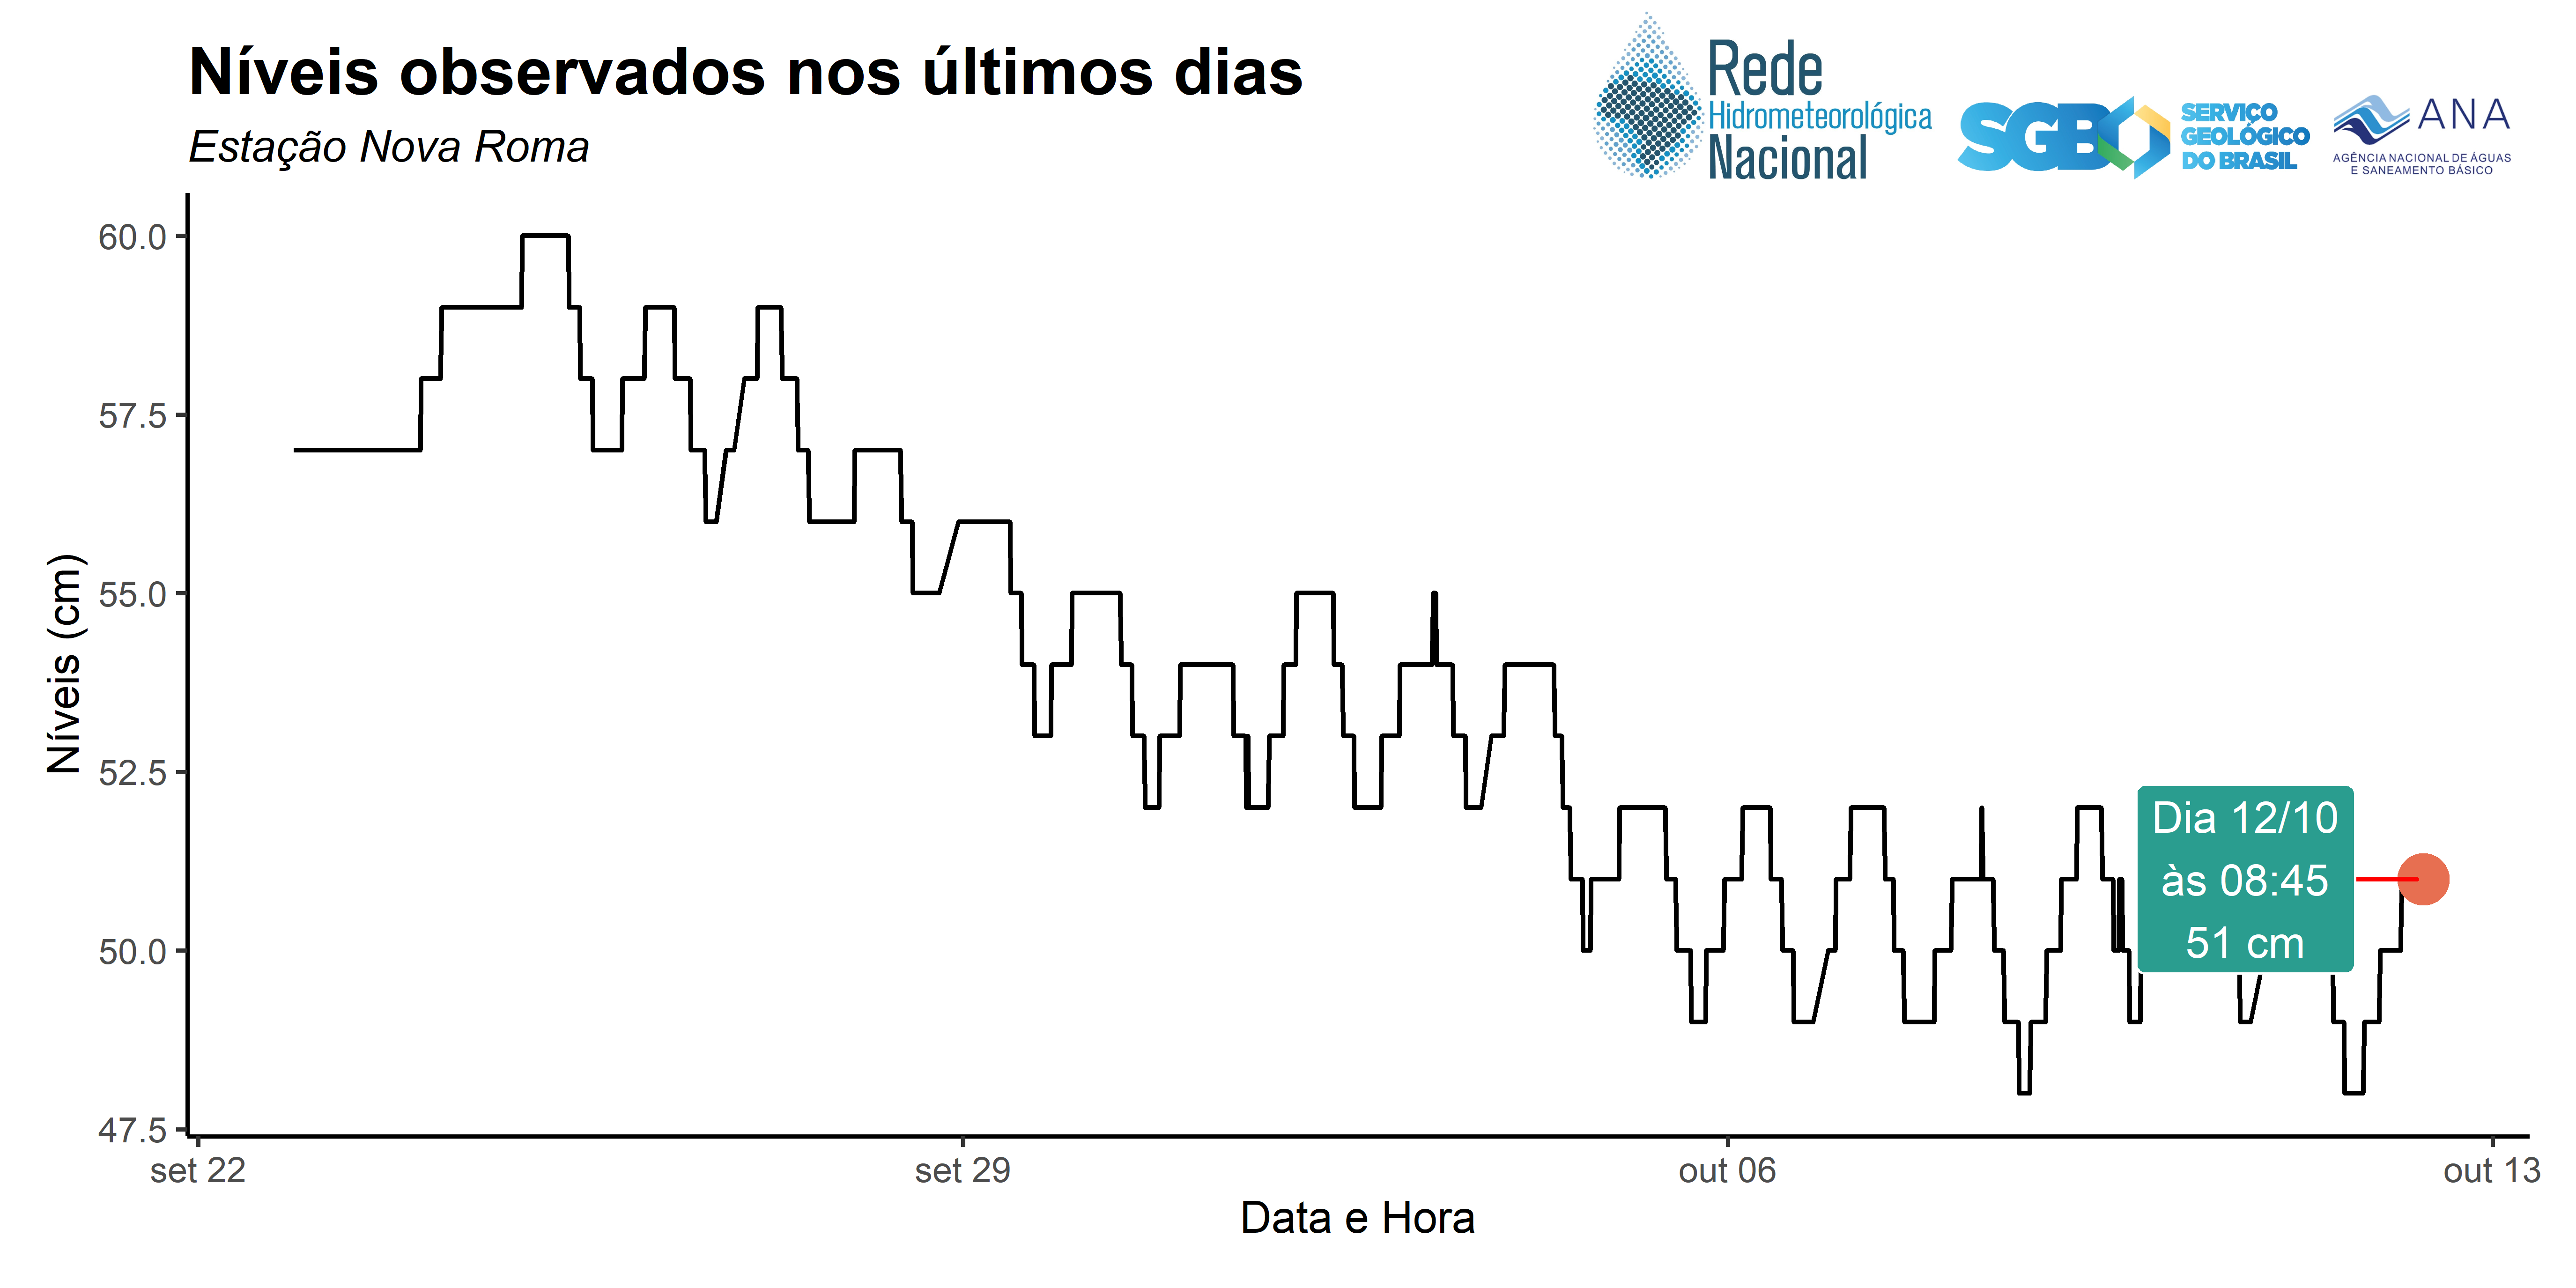 Níveis observados nos últimos dias
Estação Nova Roma
Rede
Hidrometeorológica
Nacional
SGB
SERVIÇO
GEOLÓGICO
DO BRASIL
ANA
AGÊNCIA NACIONAL DE ÁGUAS
E SANEAMENTO BÁSICO
Níveis (cm)
60.0
57.5
55.0
52.5
50.0
47.5
Dia 12/10
às 08:45
51 cm
set 22
set 29
out 06
out 13
Data e Hora